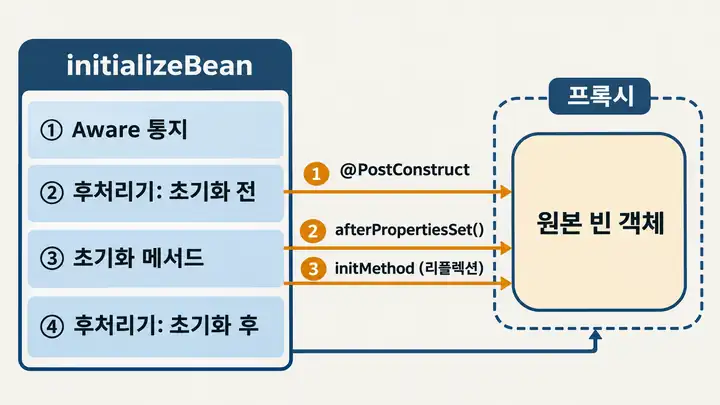 initializeBean
① Aware 통지
② 후처리기: 초기화 전
③ 초기화 메서드
④ 후처리기: 초기화 후
1 @PostConstruct
2 afterPropertiesSet()
3 initMethod (리플렉션)
프록시
원본 빈 객체